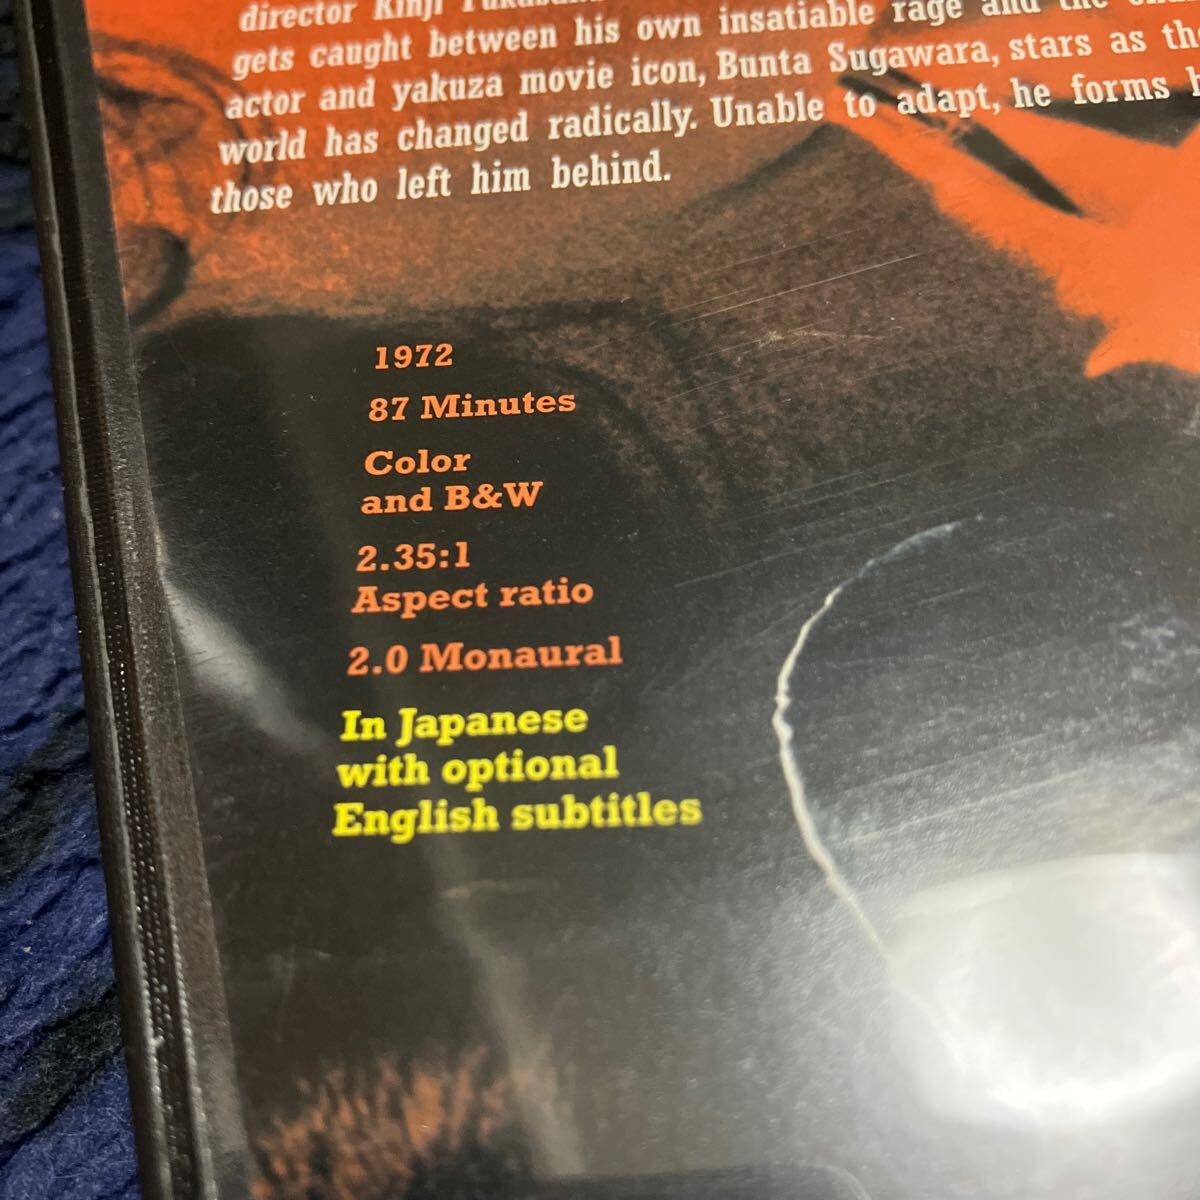 director Kinji
gets caught between his own insatiable rage and the
actor and yakuza movie icon, Bunta Sugawara, stars as the
world has changed radically. Unable to adapt, he forms
those who left him behind.
1972
87 Minutes
Color
and B&W
2.35:1
Aspect ratio
2.0 Monaural
In Japanese
with optional
English subtitles